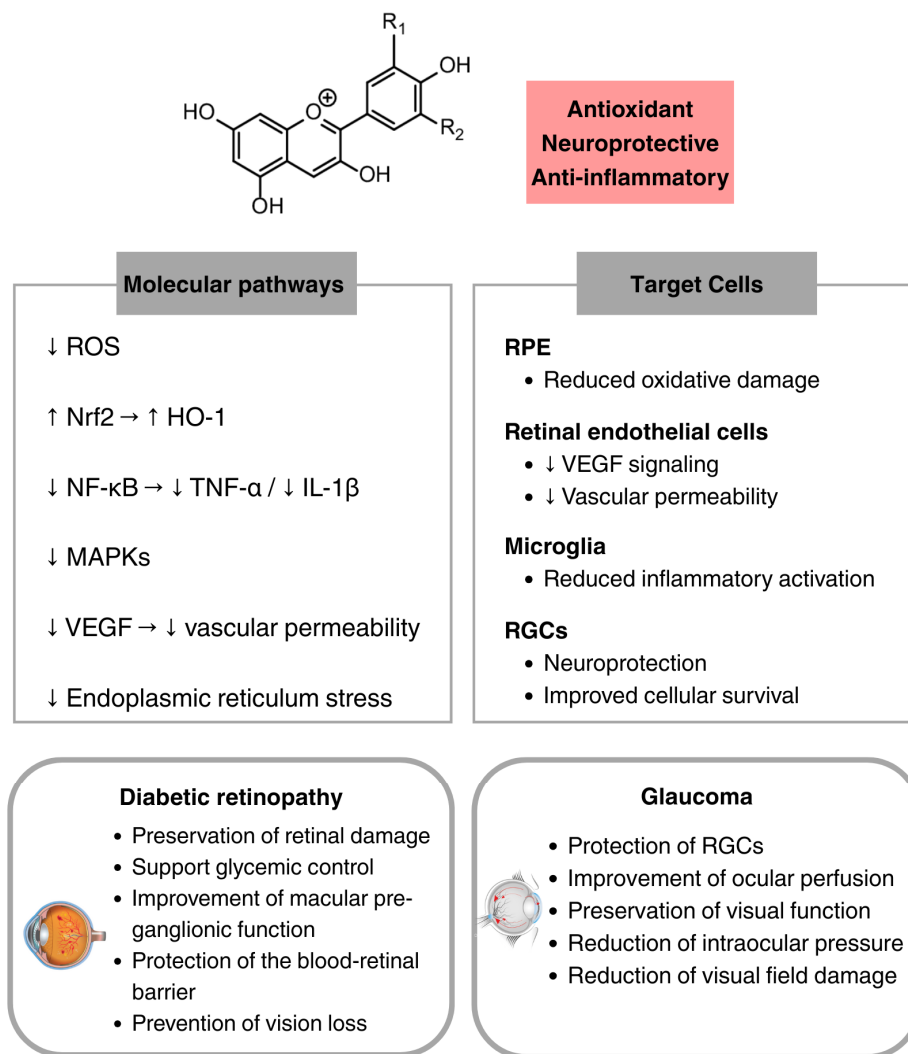 R1
OH
HO
O⊕
R2
OH
OH
Antioxidant
Neuroprotective
Anti-inflammatory
Molecular pathways
↓ ROS
↑ Nrf2 → ↑ HO-1
↓ NF-κB → ↓ TNF-α / ↓ IL-1β
↓ MAPKs
↓ VEGF → ↓ vascular permeability
↓ Endoplasmic reticulum stress
Target Cells
RPE
• Reduced oxidative damage
Retinal endothelial cells
• ↓ VEGF signaling
• ↓ Vascular permeability
Microglia
• Reduced inflammatory activation
RGCs
• Neuroprotection
• Improved cellular survival
Diabetic retinopathy
• Preservation of retinal damage
• Support glycemic control
• Improvement of macular pre-
ganglionic function
• Protection of the blood-retinal
barrier
• Prevention of vision loss
Glaucoma
• Protection of RGCs
• Improvement of ocular perfusion
• Preservation of visual function
• Reduction of intraocular pressure
• Reduction of visual field damage